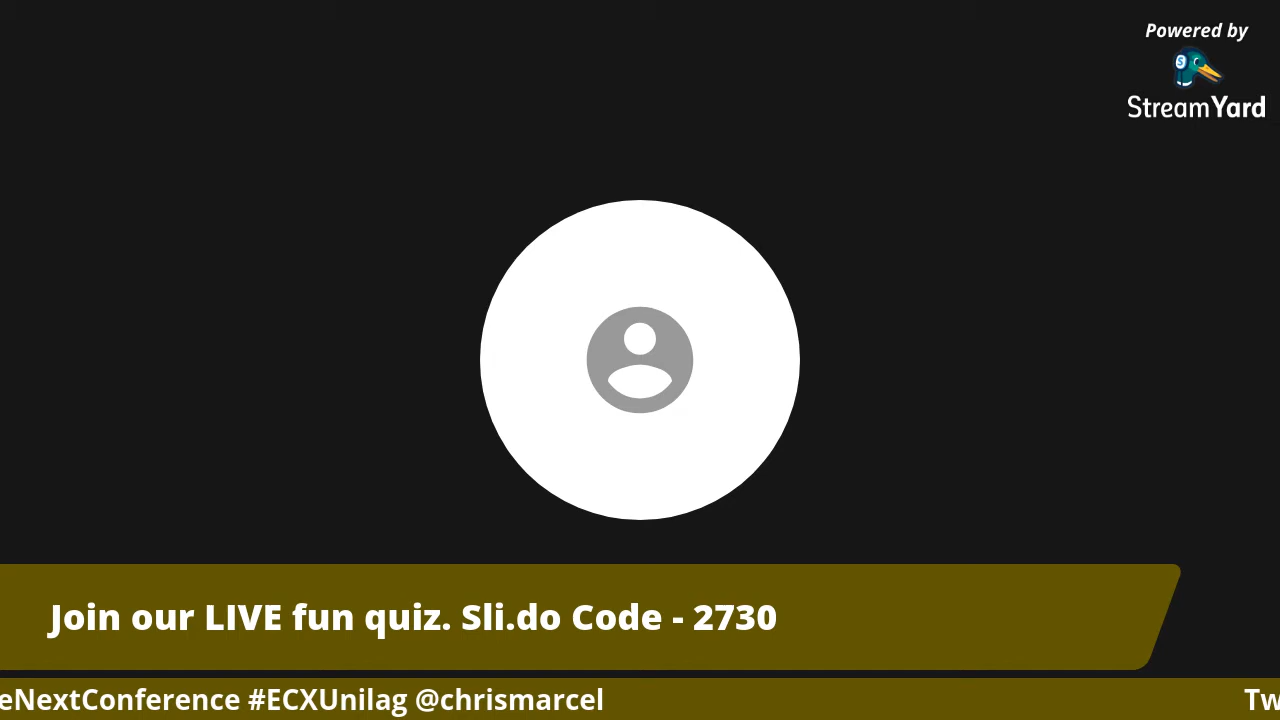 Powered by
S
StreamYard
Join our LIVE fun quiz. Sli.do Code - 2730
eNextConference #ECXUnilag @chrismarcel
Tw